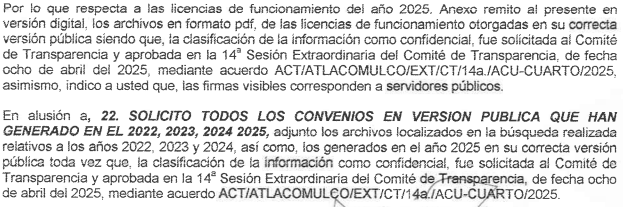 Por lo que respecta a las licencias de funcionamiento del año 2025. Anexo remito al presente en
versión digital, los archivos en formato pdf, de las licencias de funcionamiento otorgadas en su correcta
versión pública siendo que, la clasificación de la información como confidencial, fue solicitada al Comité
de Transparencia y aprobada en la 14ª Sesión Extraordinaria del Comité de Transparencia, de fecha
ocho de abril del 2025, mediante acuerdo ACT/ATLACOMULCO/EXT/CT/14a./ACU-CUARTO/2025,
asimismo, indico a usted que, las firmas visibles corresponden a servidores públicos.
En alusión a, 22. SOLICITO TODOS LOS CONVENIOS EN VERSION PUBLICA QUE HAN
GENERADO EN EL 2022, 2023, 2024 2025, adjunto los archivos localizados en la búsqueda realizada
relativos a los años 2022, 2023 y 2024, así como, los generados en el año 2025 en su correcta versión
pública toda vez que, la clasificación de la información como confidencial, fue solicitada al Comité de
Transparencia y aprobada en la 14ª Sesión Extraordinaria del Comité de Transparencia, de fecha ocho
de abril del 2025, mediante acuerdo ACT/ATLACOMULCO/EXT/CT/14a./ACU-CUARTO/2025.